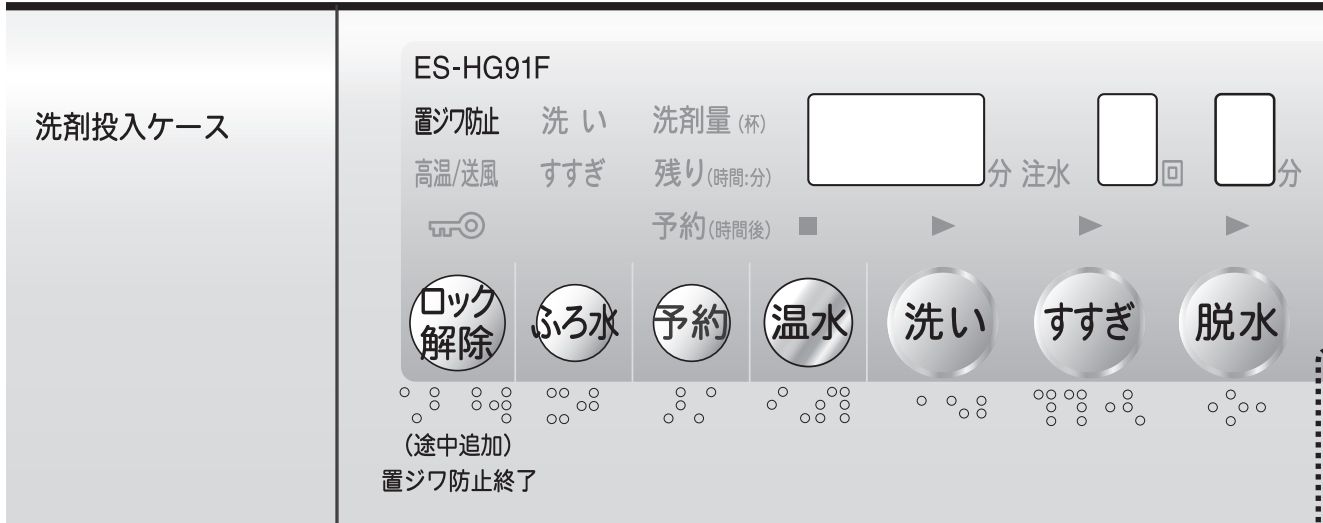 洗剤投入ケース
ES-HG91F
置ジワ防止 洗い 洗剤量(杯)
高温/送風 すすぎ 残り(時間:分) 分 注水 回 分
予約(時間後)
ロック解除 ふろ水 予約 温水 洗い すすぎ 脱水
(途中追加)
置ジワ防止終了